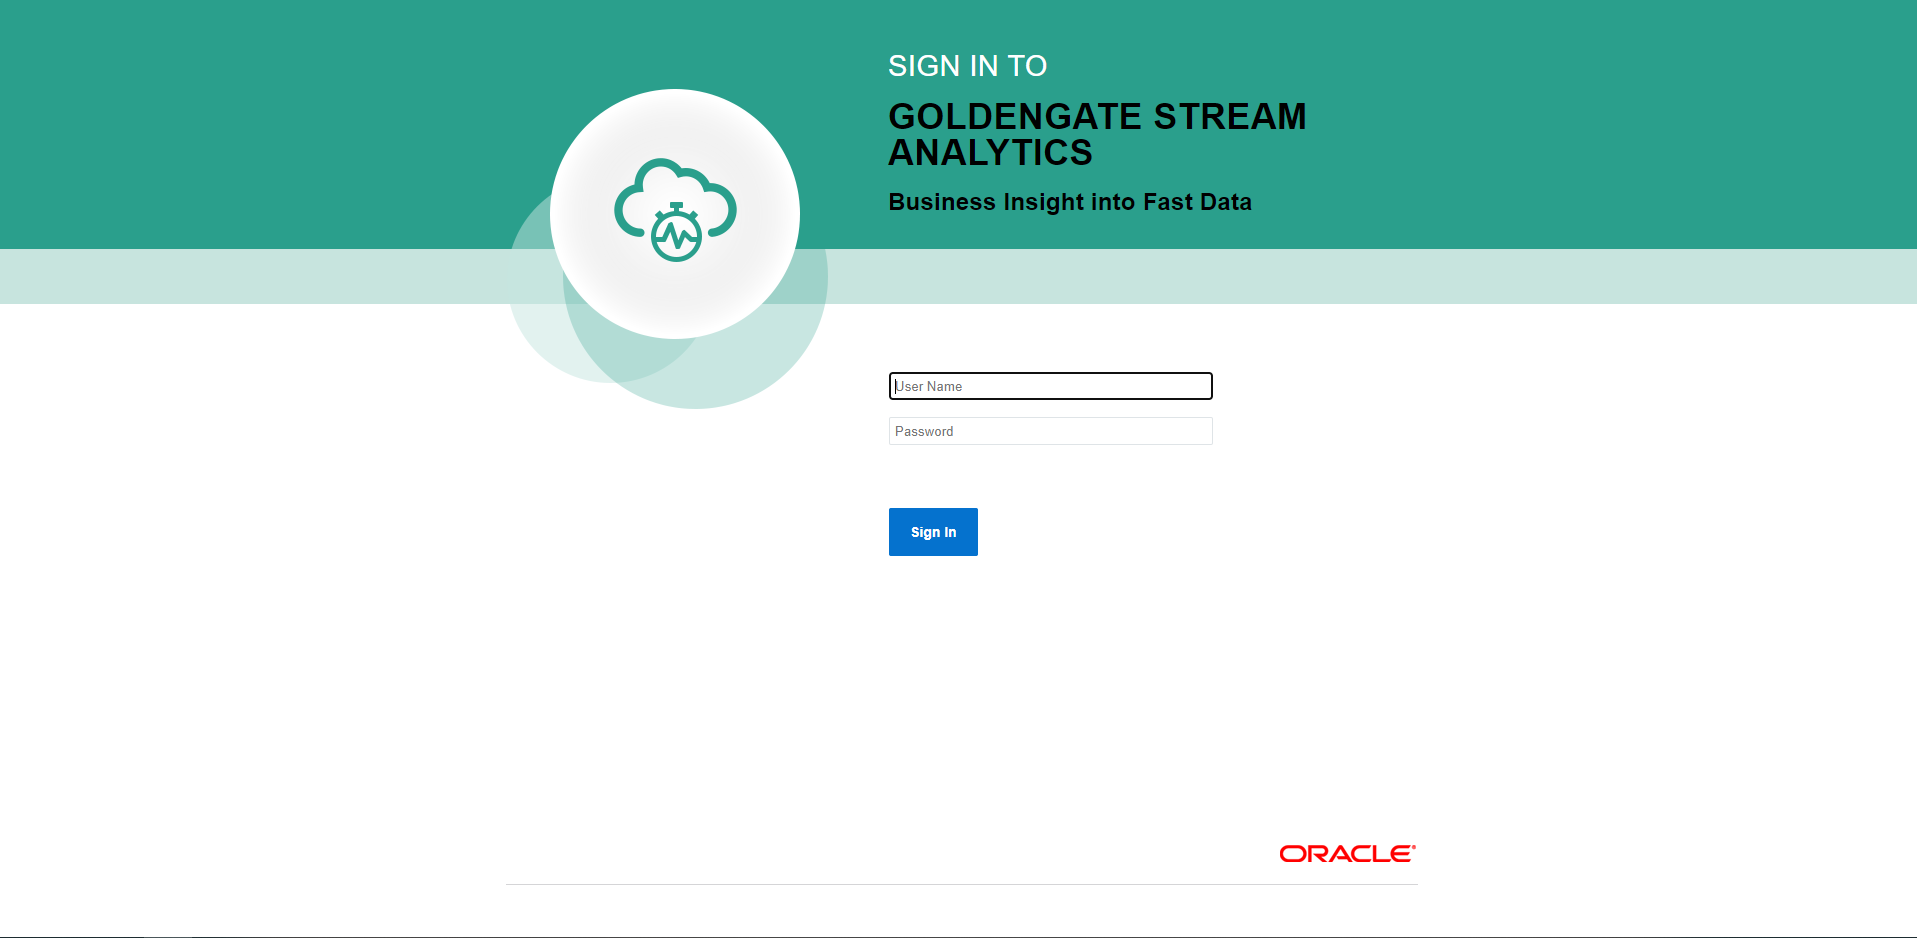 SIGN IN TO
GOLDENGATE STREAM
ANALYTICS
Business Insight into Fast Data
User Name
Password
Sign In
ORACLE®